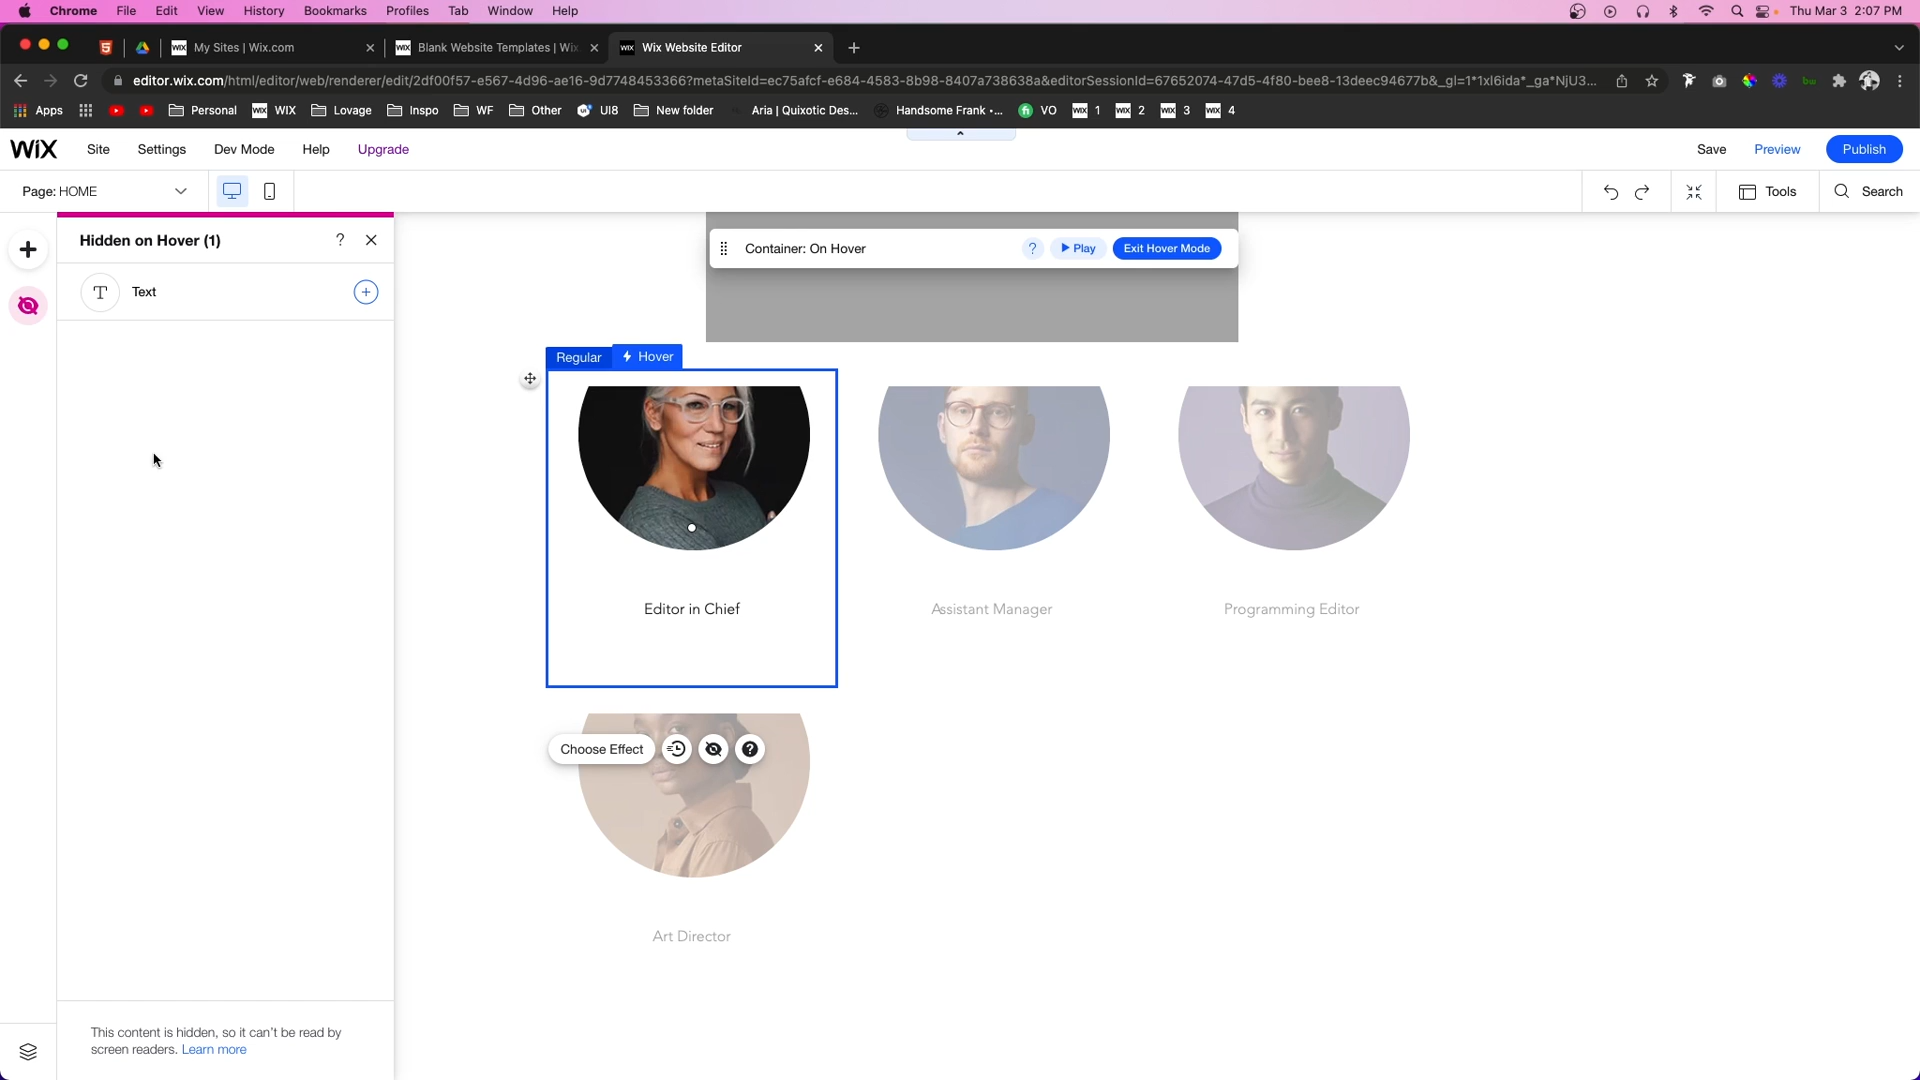 Chrome File Edit View History Bookmarks Profiles Tab Window Help Thu Mar 3 2:07 PM
My Sites | Wix.com Blank Website Templates | Wix Wix Website Editor
editor.wix.com/html/editor/web/renderer/edit/2df00f57-e567-4d96-ae16-9d7748453366?metaSiteId=ec75afcf-e684-4583-8b98-8407a738638a&editorSessionId=67652074-47d5-4f80-bee8-13deec94677b&_gl=1*1xl6ida*_ga*NjU3...
Apps Personal WIX Lovage Inspo WF Other UI8 New folder Aria | Quixotic Des... Handsome Frank •... VO 1 2 3 4
WIX Site Settings Dev Mode Help Upgrade Save Preview Publish
Page: HOME Tools Search
Hidden on Hover (1) ?
Container: On Hover ? Play Exit Hover Mode
T Text
Regular Hover
Editor in Chief Assistant Manager Programming Editor
Choose Effect ?
Art Director
This content is hidden, so it can't be read by
screen readers. Learn more